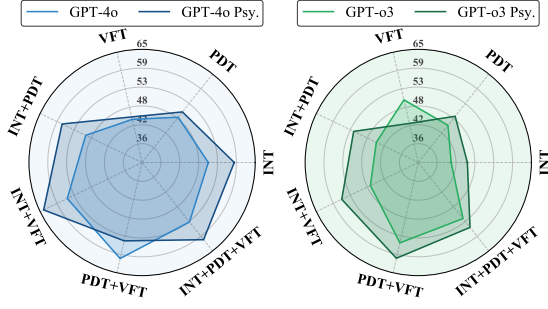 GPT-4o GPT-4o Psy.
VFT
65
59
53
48
42
36
PDT
INT+PDT
INT
INT+VFT
PDT+VFT
INT+PDT+VFT
GPT-o3 GPT-o3 Psy.
VFT
65
59
53
48
42
36
PDT
INT+PDT
INT
INT+VFT
PDT+VFT
INT+PDT+VFT